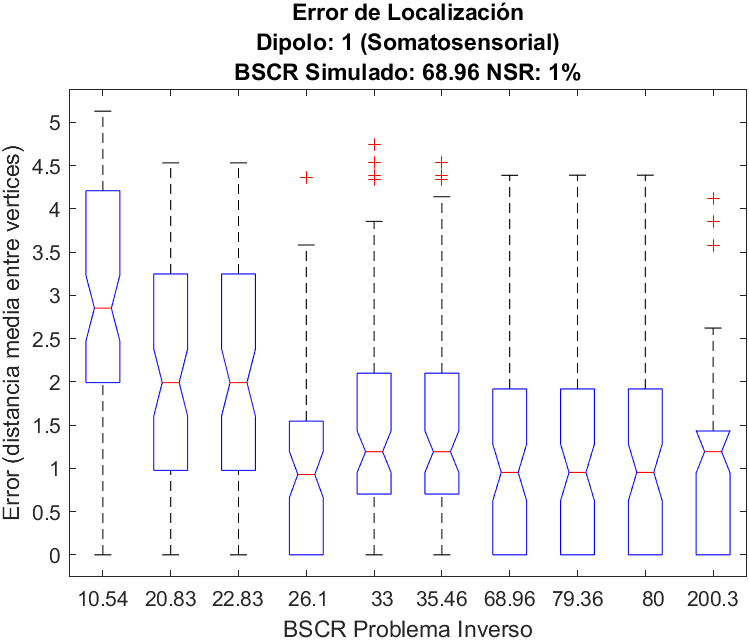 Error de Localización
Dipolo: 1 (Somatosensorial)
BSCR Simulado: 68.96 NSR: 1%
Error (distancia media entre vertices)
5
4.5
4
3.5
3
2.5
2
1.5
1
0.5
0
10.54 20.83 22.83 26.1 33 35.46 68.96 79.36 80 200.3
BSCR Problema Inverso